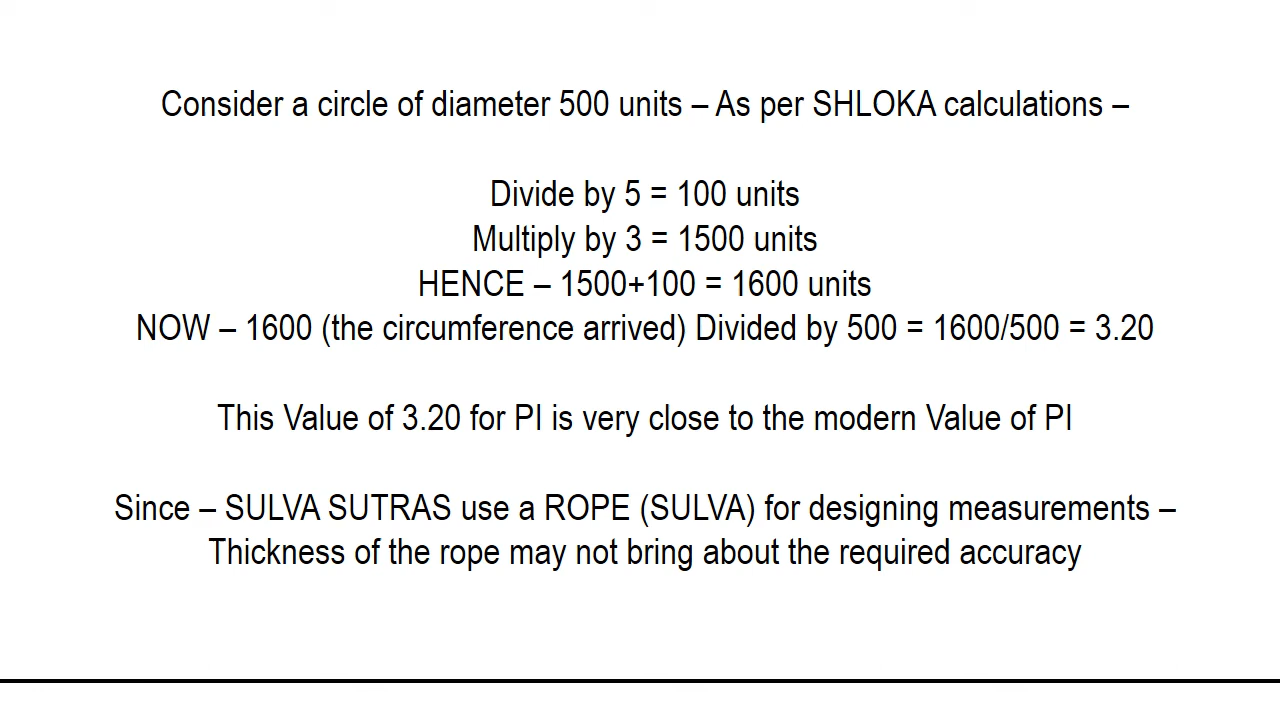 Consider a circle of diameter 500 units – As per SHLOKA calculations –
Divide by 5 = 100 units
Multiply by 3 = 1500 units
HENCE – 1500+100 = 1600 units
NOW – 1600 (the circumference arrived) Divided by 500 = 1600/500 = 3.20
This Value of 3.20 for PI is very close to the modern Value of PI
Since – SULVA SUTRAS use a ROPE (SULVA) for designing measurements –
Thickness of the rope may not bring about the required accuracy